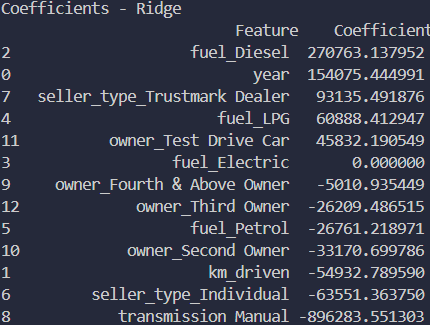 Coefficients - Ridge
Feature Coefficient
2 fuel_Diesel 270763.137952
0 year 154075.444991
7 seller_type_Trustmark Dealer 93135.491876
4 fuel_LPG 60888.412947
11 owner_Test Drive Car 45832.190549
3 fuel_Electric 0.000000
9 owner_Fourth & Above Owner -5010.935449
12 owner_Third Owner -26209.486515
5 fuel_Petrol -26761.218971
10 owner_Second Owner -33170.699786
1 km_driven -54932.789590
6 seller_type_Individual -63551.363750
8 transmission Manual -896283.551303